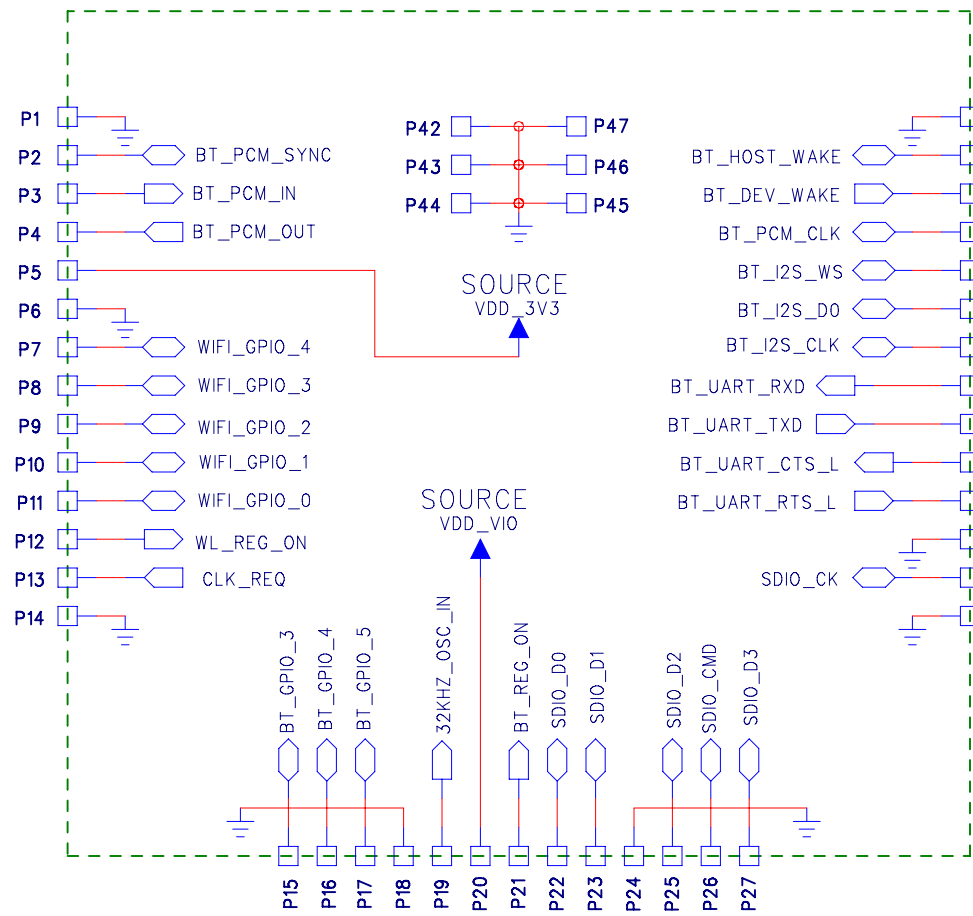 P1
P2 BT_PCM_SYNC
P3 BT_PCM_IN
P4 BT_PCM_OUT
P5
P6
P7 WIFI_GPIO_4
P8 WIFI_GPIO_3
P9 WIFI_GPIO_2
P10 WIFI_GPIO_1
P11 WIFI_GPIO_0
P12 WL_REG_ON
P13 CLK_REQ
P14
P42 P47
P43 P46
P44 P45
SOURCE
VDD_3V3
SOURCE
VDD_VIO
BT_HOST_WAKE
BT_DEV_WAKE
BT_PCM_CLK
BT_I2S_WS
BT_I2S_DO
BT_I2S_CLK
BT_UART_RXD
BT_UART_TXD
BT_UART_CTS_L
BT_UART_RTS_L
SDIO_CK
BT_GPIO_3
BT_GPIO_4
BT_GPIO_5
32KHZ_OSC_IN
BT_REG_ON
SDIO_D0
SDIO_D1
SDIO_D2
SDIO_CMD
SDIO_D3
P15
P16
P17
P18
P19
P20
P21
P22
P23
P24
P25
P26
P27